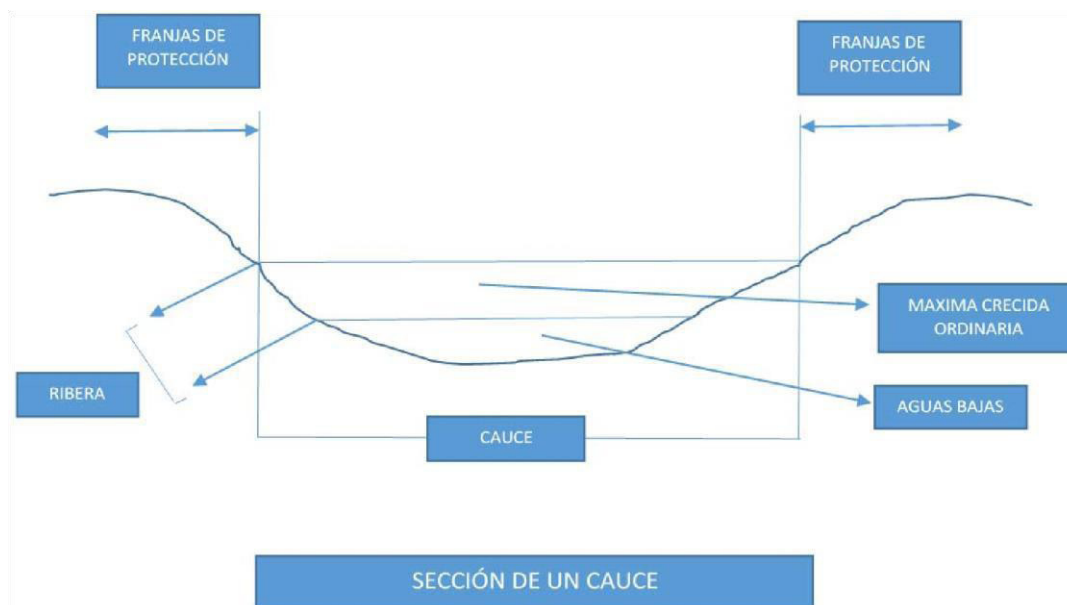 FRANJAS DE
PROTECCIÓN
FRANJAS DE
PROTECCIÓN
MAXIMA CRECIDA
ORDINARIA
RIBERA
AGUAS BAJAS
CAUCE
SECCIÓN DE UN CAUCE